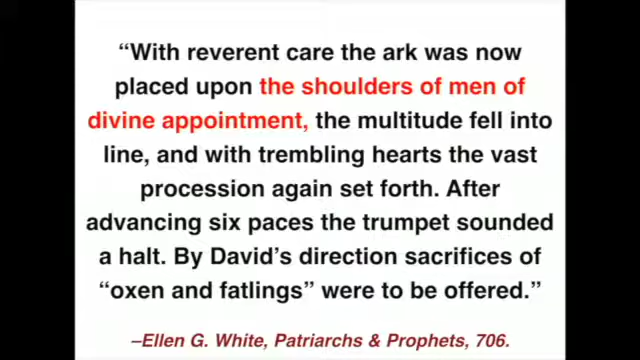 “With reverent care the ark was now
placed upon the shoulders of men of
divine appointment, the multitude fell into
line, and with trembling hearts the vast
procession again set forth. After
advancing six paces the trumpet sounded
a halt. By David’s direction sacrifices of
“oxen and fatlings” were to be offered.”
–Ellen G. White, Patriarchs & Prophets, 706.